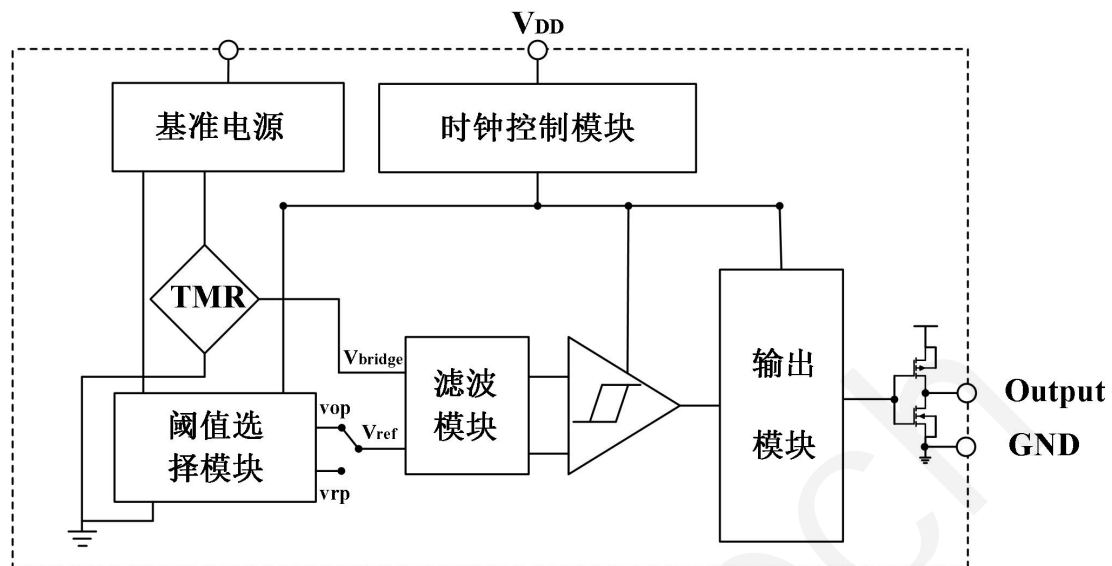 VDD
基准电源
时钟控制模块
TMR
Vbridge
阈值选
择模块
vop
Vref
vrp
滤波
模块
输出
模块
Output
GND